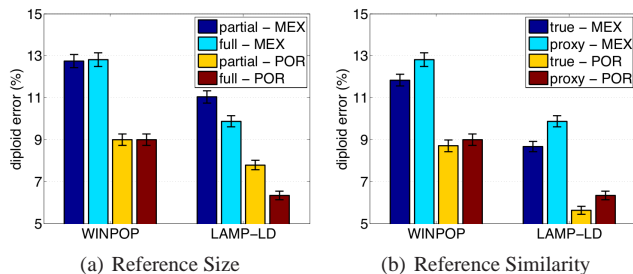 diploid error (%)
15
13
11
9
7
5
partial − MEX
full − MEX
partial − POR
full − POR
WINPOP
LAMP−LD
(a) Reference Size
diploid error (%)
15
13
11
9
7
5
true − MEX
proxy − MEX
true − POR
proxy − POR
WINPOP
LAMP−LD
(b) Reference Similarity